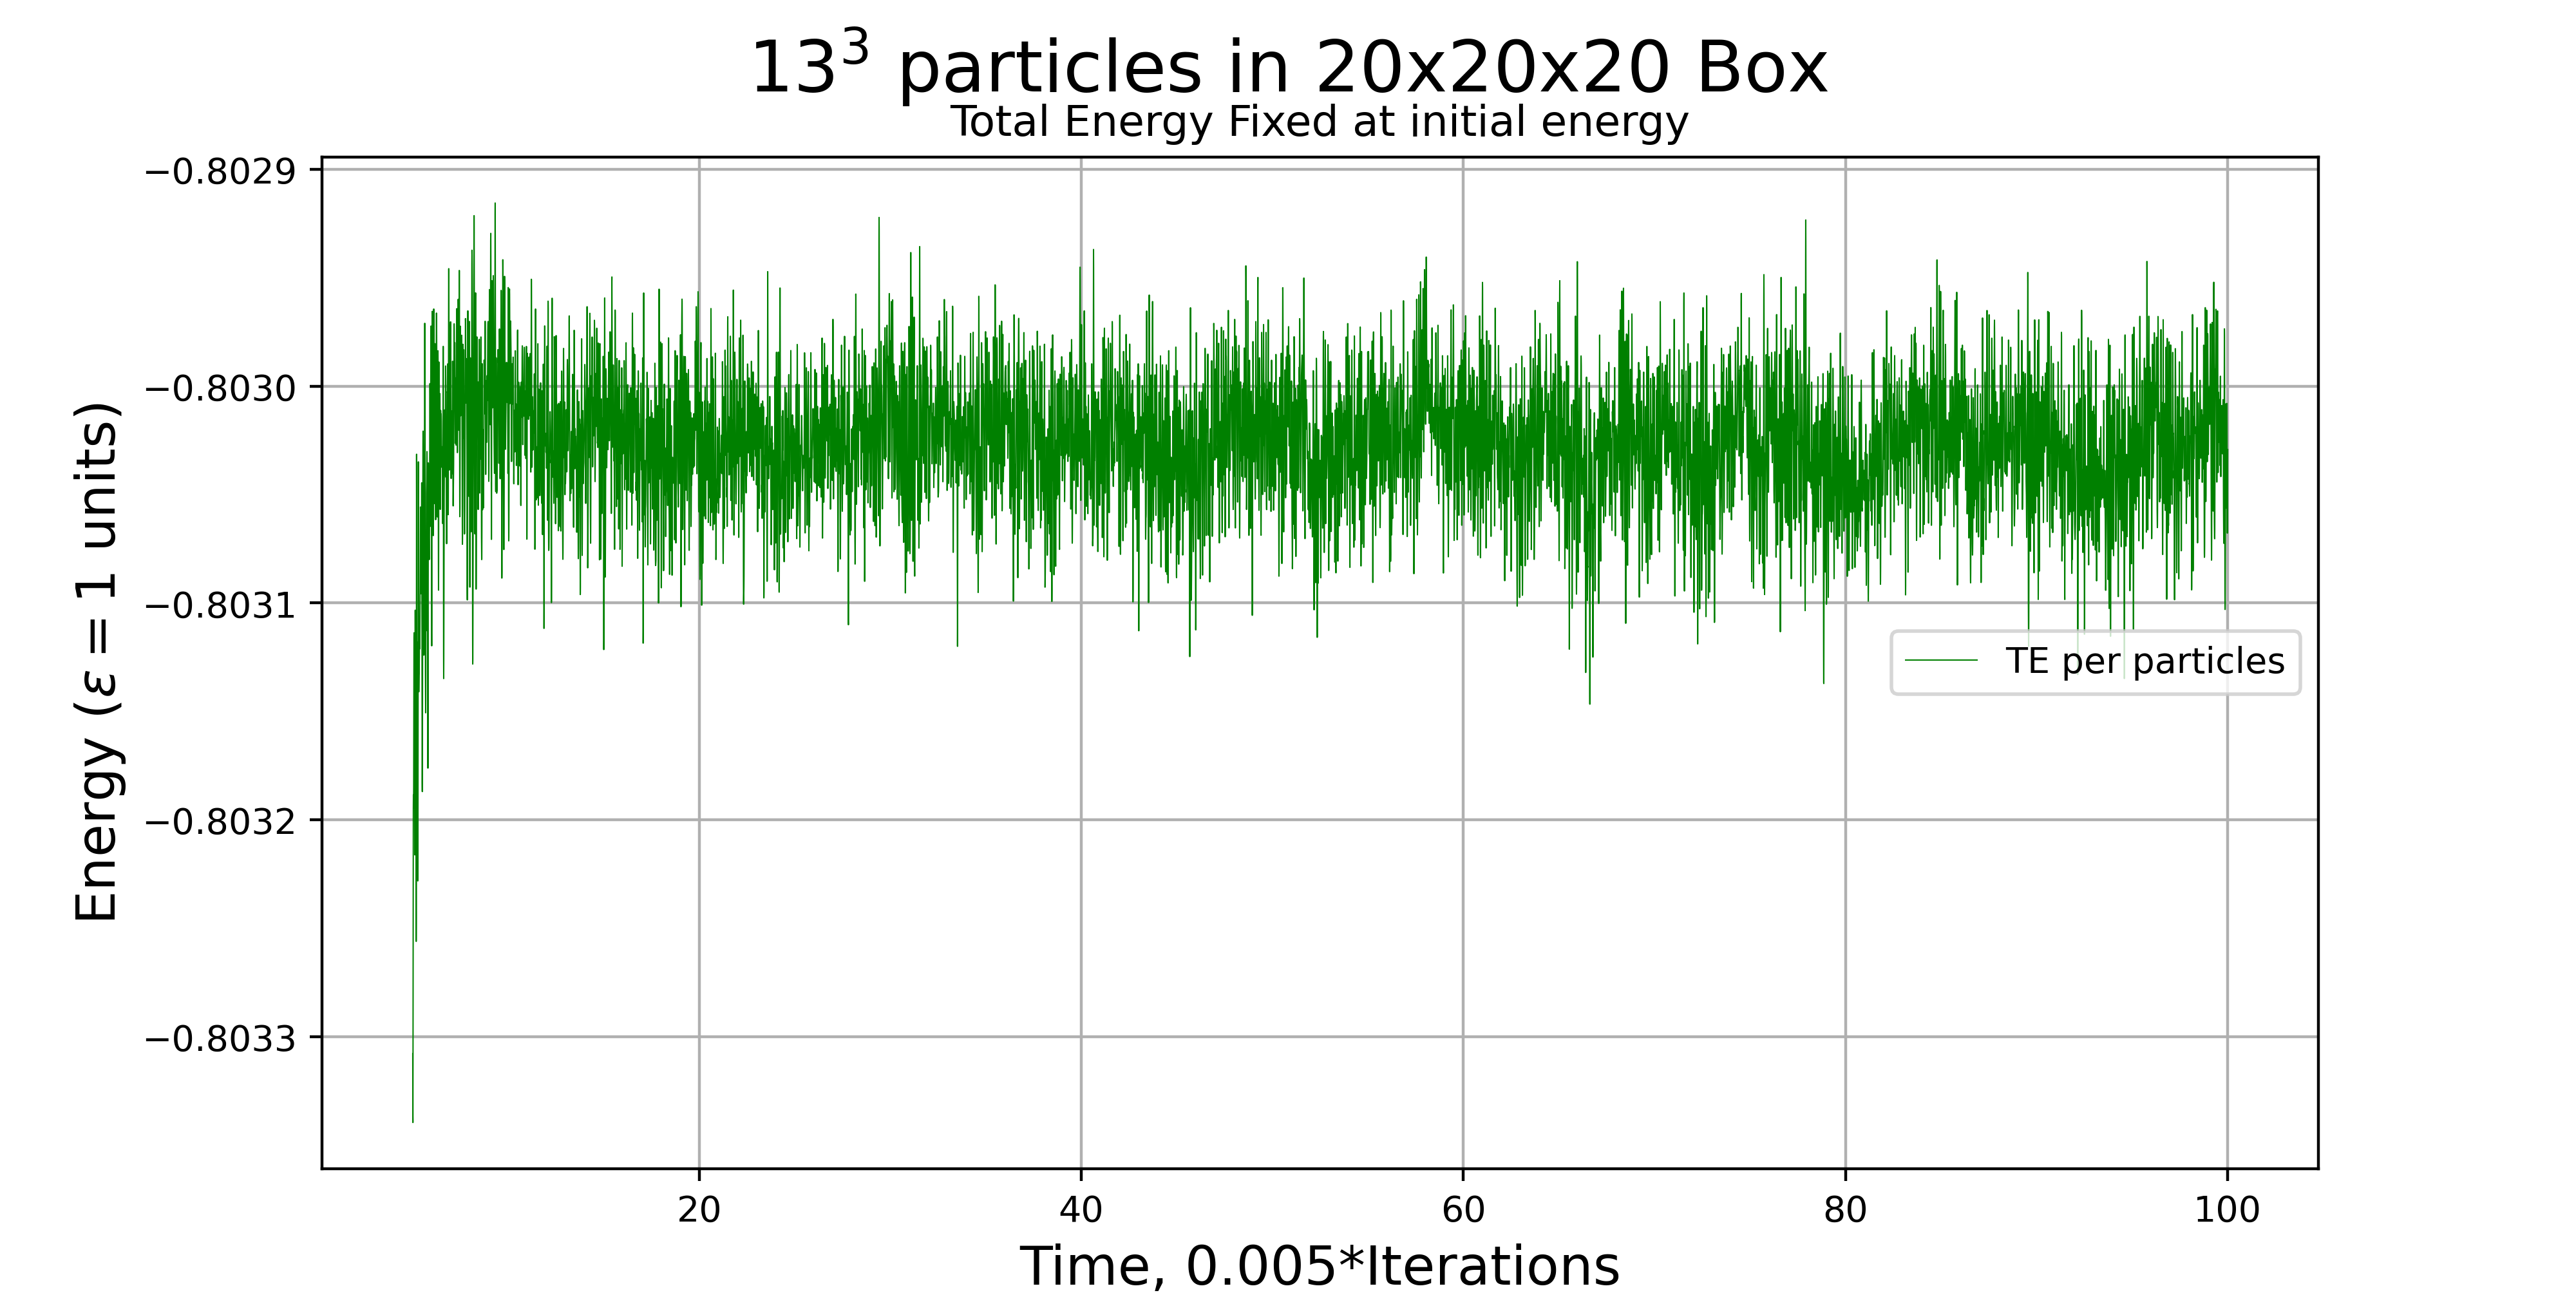 13³ particles in 20x20x20 Box
Total Energy Fixed at initial energy
Energy (ε = 1 units)
−0.8029
−0.8030
−0.8031
−0.8032
−0.8033
TE per particles
20 40 60 80 100
Time, 0.005*Iterations